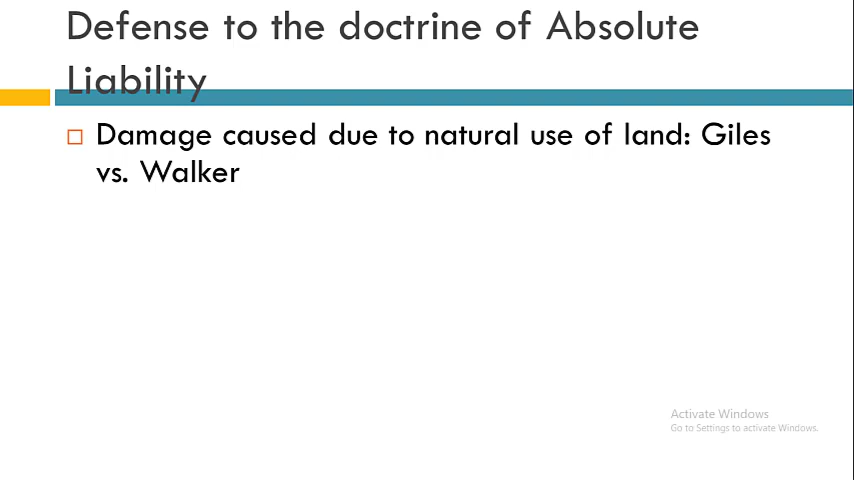 Defense to the doctrine of Absolute
Liability
Damage caused due to natural use of land: Giles
vs. Walker
Activate Windows
Go to Settings to activate Windows.